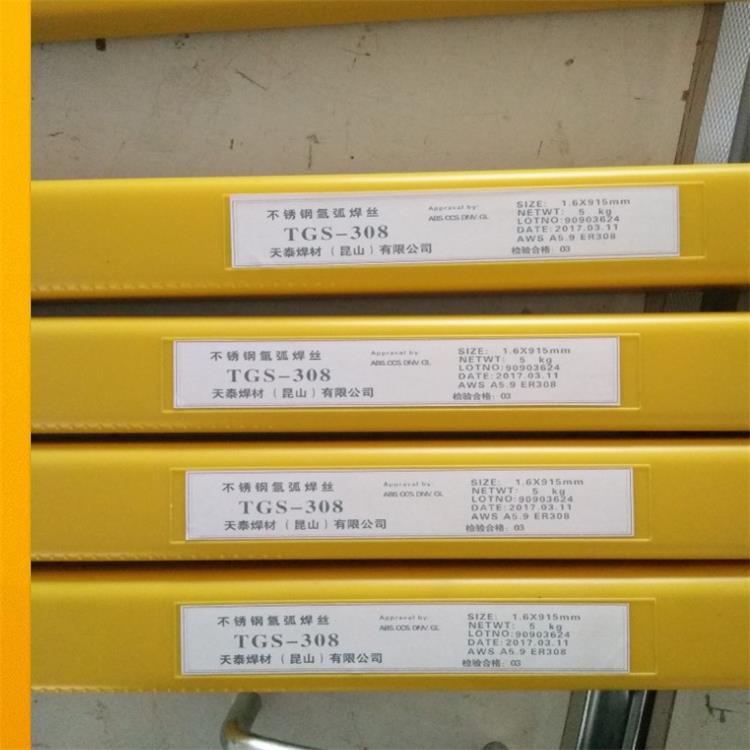 不锈钢氩弧焊丝
TGS-308
天泰焊材(昆山)有限公司
Approval by:
ABS.CCS.DNV.GL
SIZE: 1.6X915mm
NETWT: 5 kg
LOTNO: 90903624
DATE: 2017.03.11
AWS A5.9 ER308
检验合格: 03
不锈钢氩弧焊丝
TGS-308
天泰焊材(昆山)有限公司
Approval by:
ABS.CCS.DNV.GL
SIZE: 1.6X915mm
NETWT: 5 kg
LOTNO:90903624
DATE:2017.03.11
AWS A5.9 ER308
检验合格: 03
不锈钢氩弧焊丝
TGS-308
天泰焊材(昆山)有限公司
Approval by:
ABS.CCS.DNV.GL
SIZE: 1.6X915mm
NETWT: 5 kg
LOTNO:90903624
DATE:2017.03.11
AWS A5.9 ER308
检验合格: 03
不锈钢氩弧焊丝
TGS-308
天泰焊材(昆山)有限公司
Approval by:
ABS.CCS.DNV.GL
SIZE: 1.6X915mm
NETWT: 5 kg
LOTNO:90903624
DATE:2017.03.11
AWS A5.9 ER308
检验合格: 03